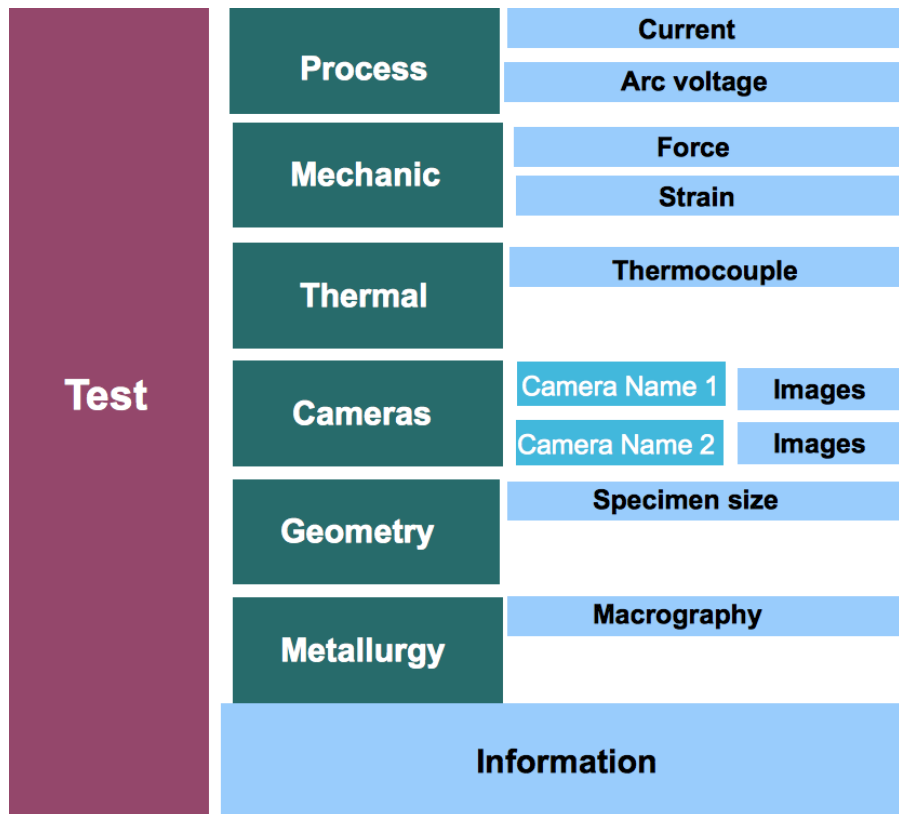 Test
Process
Current
Arc voltage
Mechanic
Force
Strain
Thermal
Thermocouple
Cameras
Camera Name 1
Images
Camera Name 2
Images
Geometry
Specimen size
Metallurgy
Macrography
Information